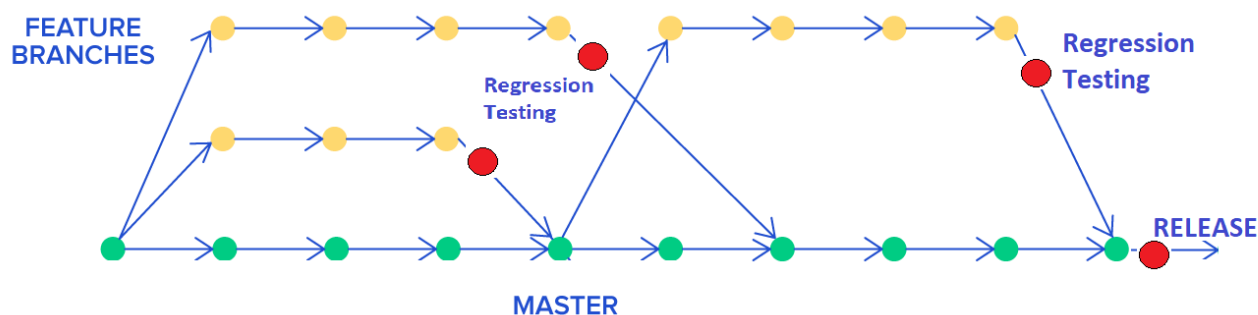 FEATURE
BRANCHES
Regression
Testing
Regression
Testing
RELEASE
MASTER